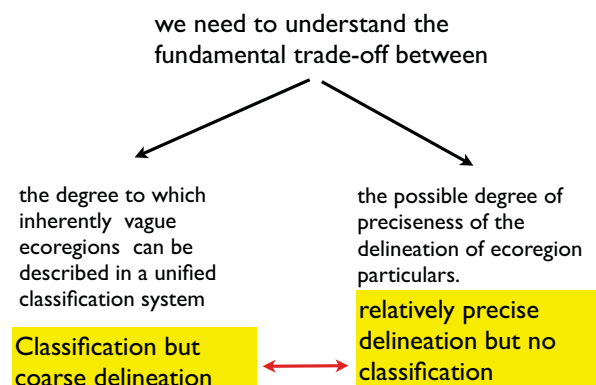 we need to understand the
fundamental trade-off between
the degree to which
inherently vague
ecoregions can be
described in a unified
classification system
Classification but
coarse delineation
the possible degree of
preciseness of the
delineation of ecoregion
particulars.
relatively precise
delineation but no
classification